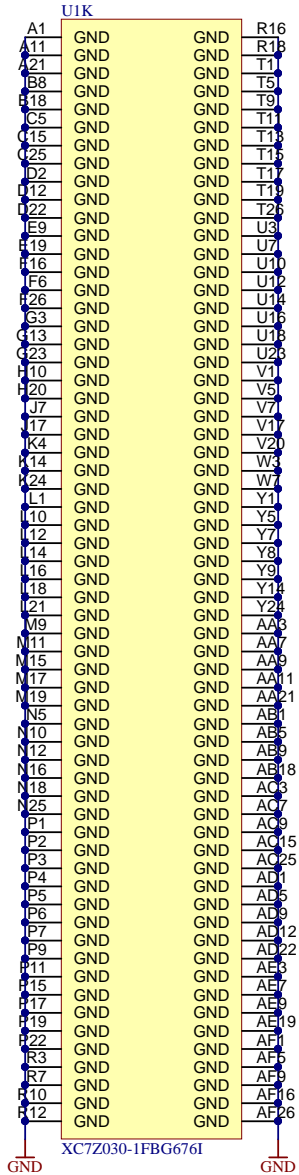 U1K
A1 GND GND R16
A11 GND GND R18
A21 GND GND T1
B8 GND GND T5
B18 GND GND T9
C5 GND GND T11
C15 GND GND T13
C25 GND GND T15
D2 GND GND T17
D12 GND GND T19
D22 GND GND T26
E9 GND GND U3
E19 GND GND U7
F16 GND GND U10
F6 GND GND U12
F26 GND GND U14
G3 GND GND U16
G13 GND GND U18
G23 GND GND U23
H10 GND GND V1
H20 GND GND V5
J7 GND GND V7
J17 GND GND V17
K4 GND GND V20
K14 GND GND W3
K24 GND GND W7
L1 GND GND Y1
L10 GND GND Y5
L12 GND GND Y7
L14 GND GND Y8
L16 GND GND Y9
L18 GND GND Y14
L21 GND GND Y24
M9 GND GND AA3
M11 GND GND AA7
M15 GND GND AA9
M17 GND GND AA11
M19 GND GND AA21
N5 GND GND AB1
N10 GND GND AB5
N12 GND GND AB9
N16 GND GND AB18
N18 GND GND AC3
N25 GND GND AC7
P1 GND GND AC9
P2 GND GND AC15
P3 GND GND AC25
P4 GND GND AD1
P5 GND GND AD5
P6 GND GND AD9
P7 GND GND AD12
P9 GND GND AD22
P11 GND GND AE3
P15 GND GND AE7
P17 GND GND AE9
P19 GND GND AE19
P22 GND GND AF1
R3 GND GND AF5
R7 GND GND AF9
R10 GND GND AF16
R12 GND GND AF26
XC7Z030-1FBG676I
GND GND